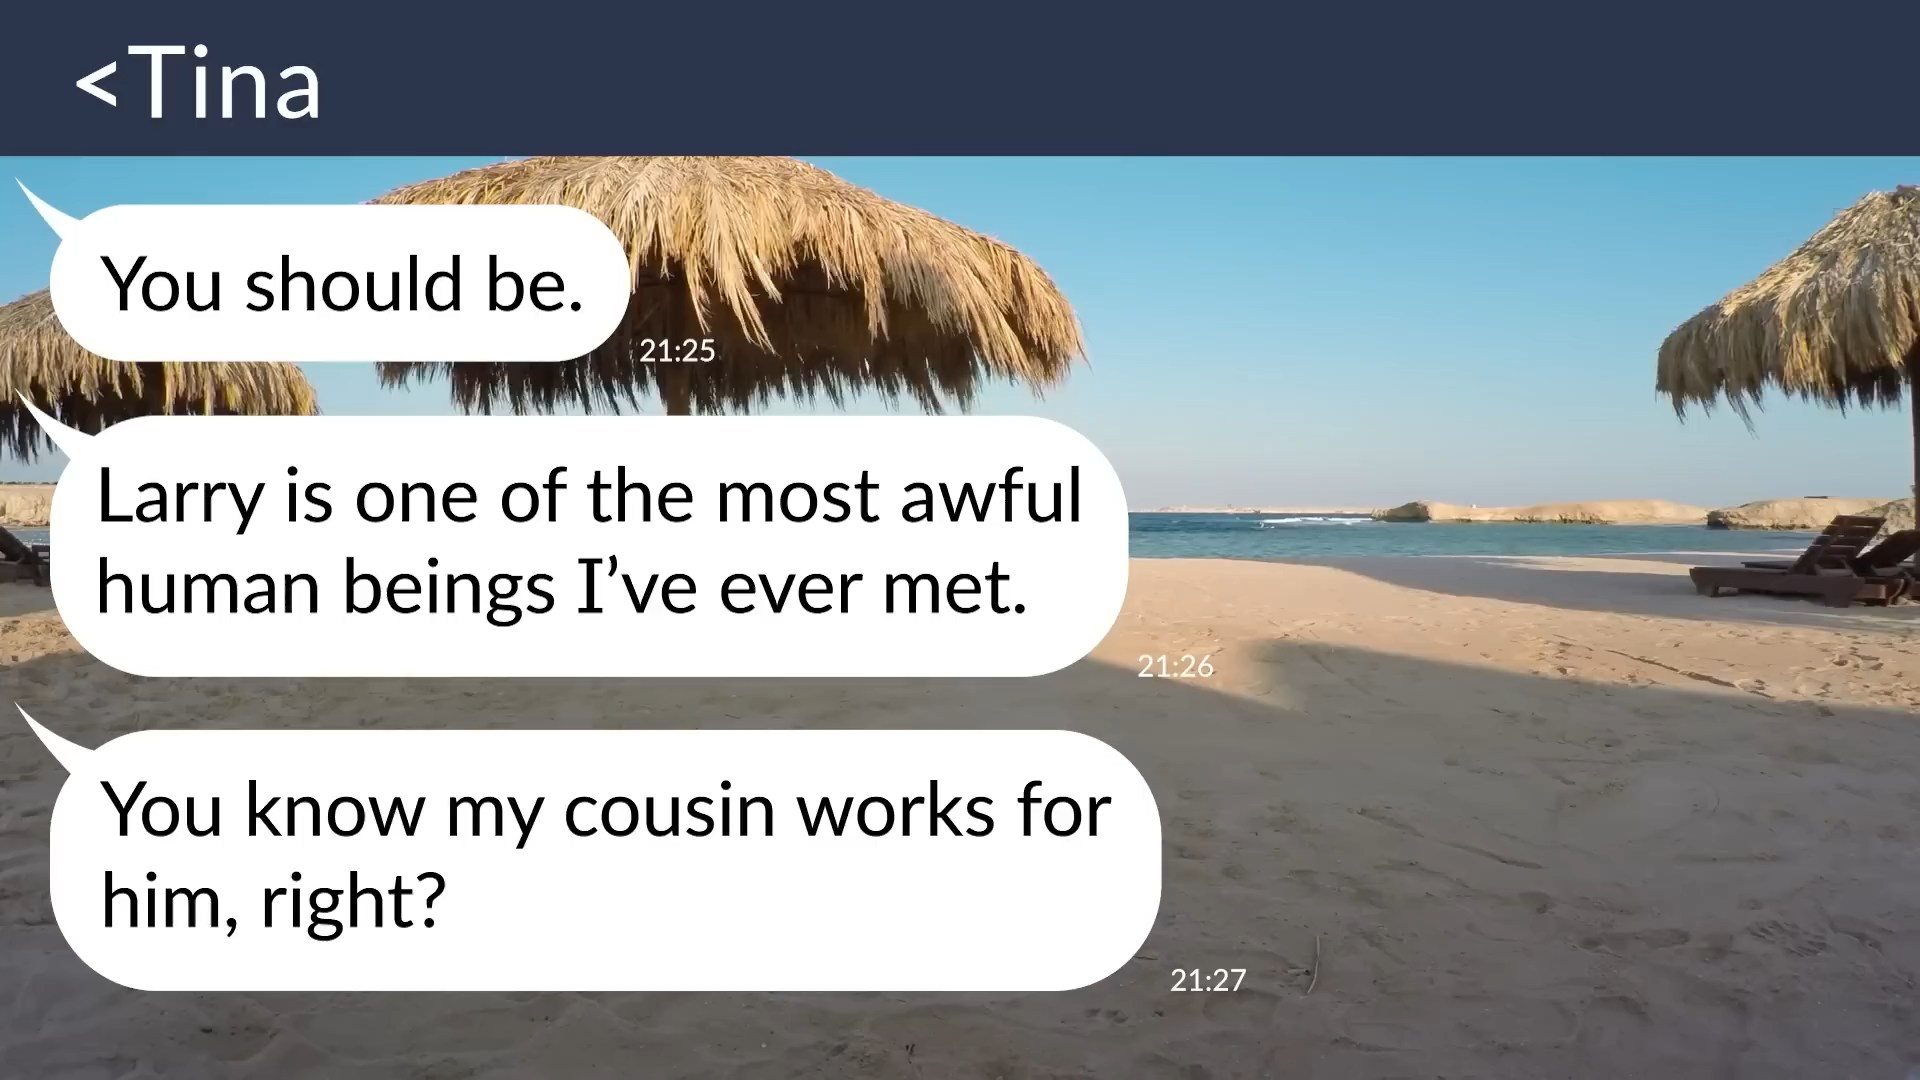 <Tina
You should be.
21:25
Larry is one of the most awful
human beings I’ve ever met.
21:26
You know my cousin works for
him, right?
21:27